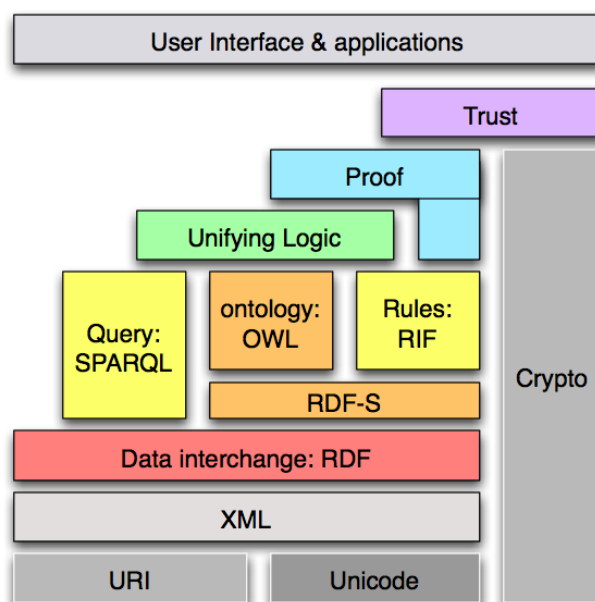 User Interface & applications
Trust
Proof
Unifying Logic
Query:
SPARQL
ontology:
OWL
Rules:
RIF
Crypto
RDF-S
Data interchange: RDF
XML
URI
Unicode